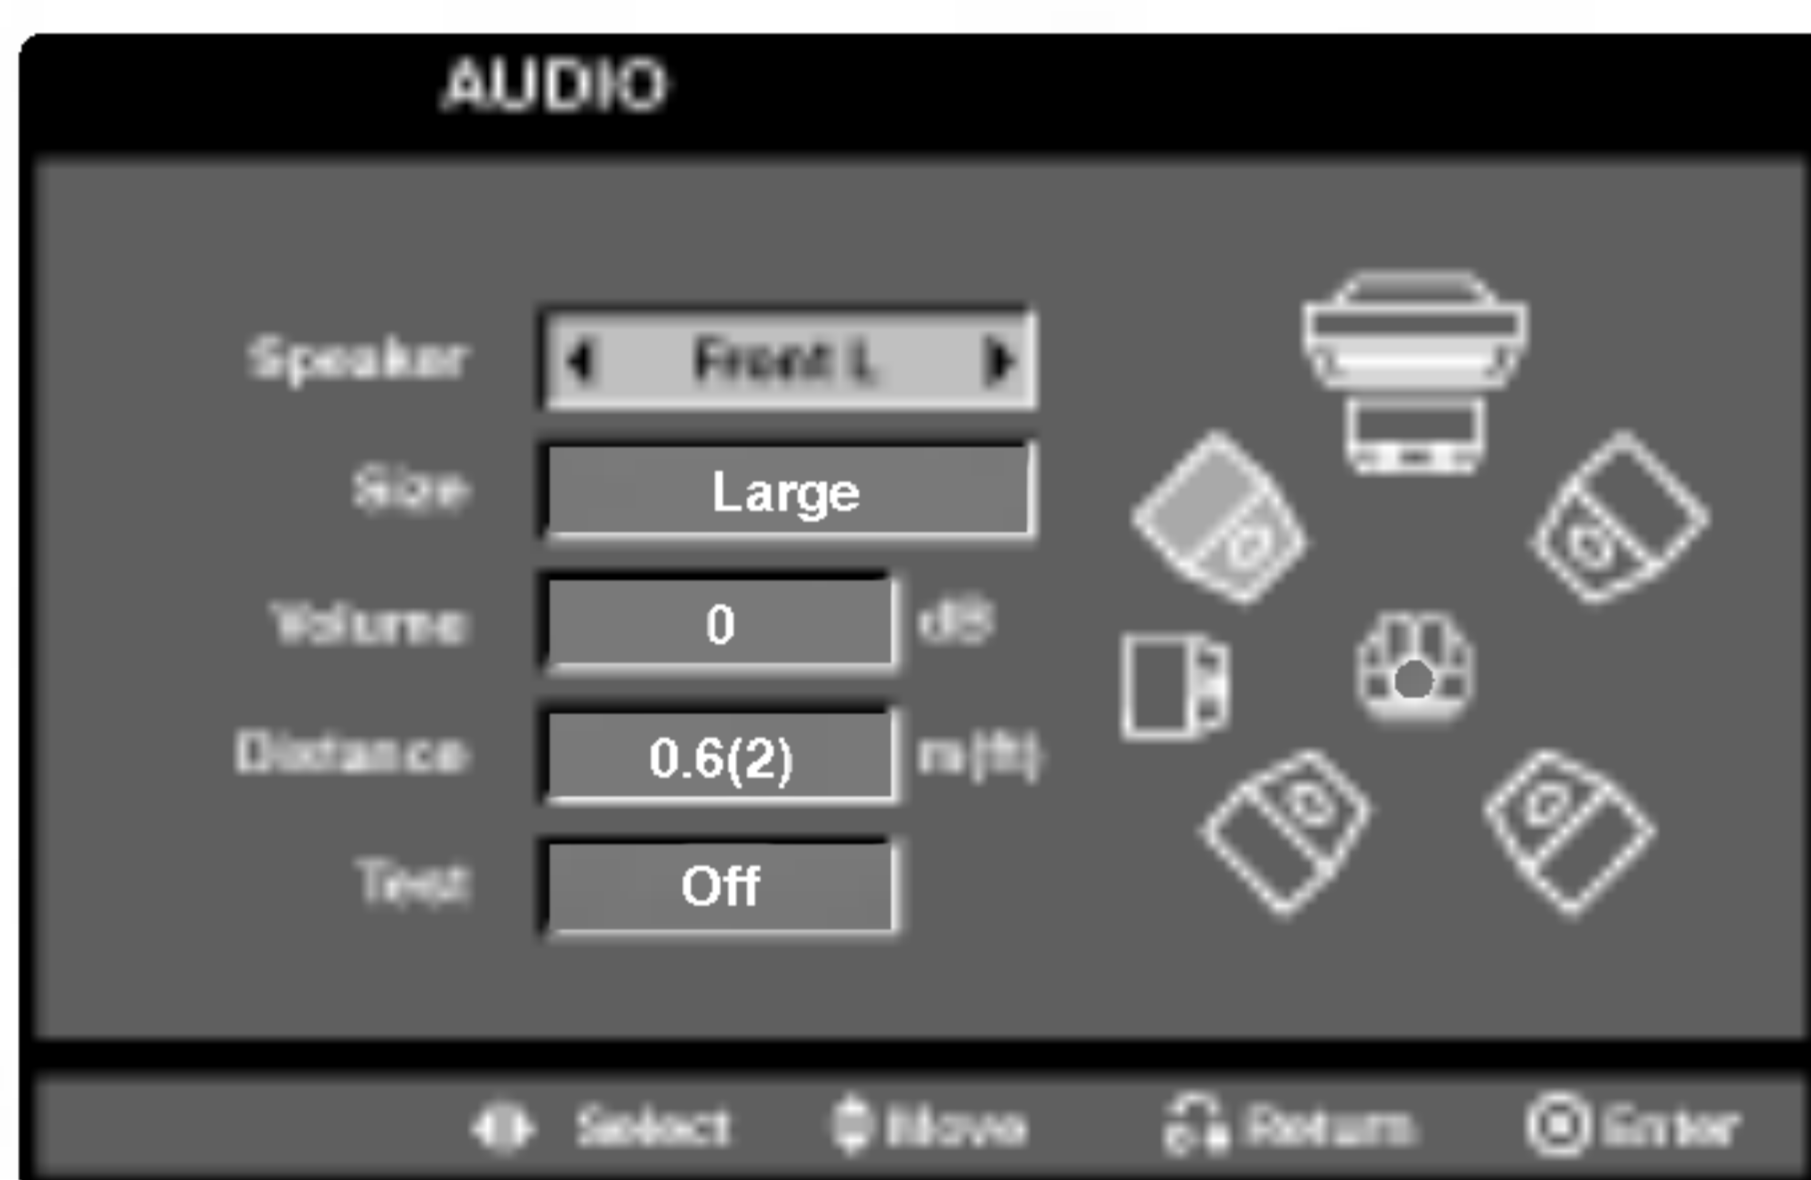 AUDIO
Speaker Front L
Size Large
Volume 0 dB
Distance 0.6(2) m(ft)
Test Off
Select Move Return Enter